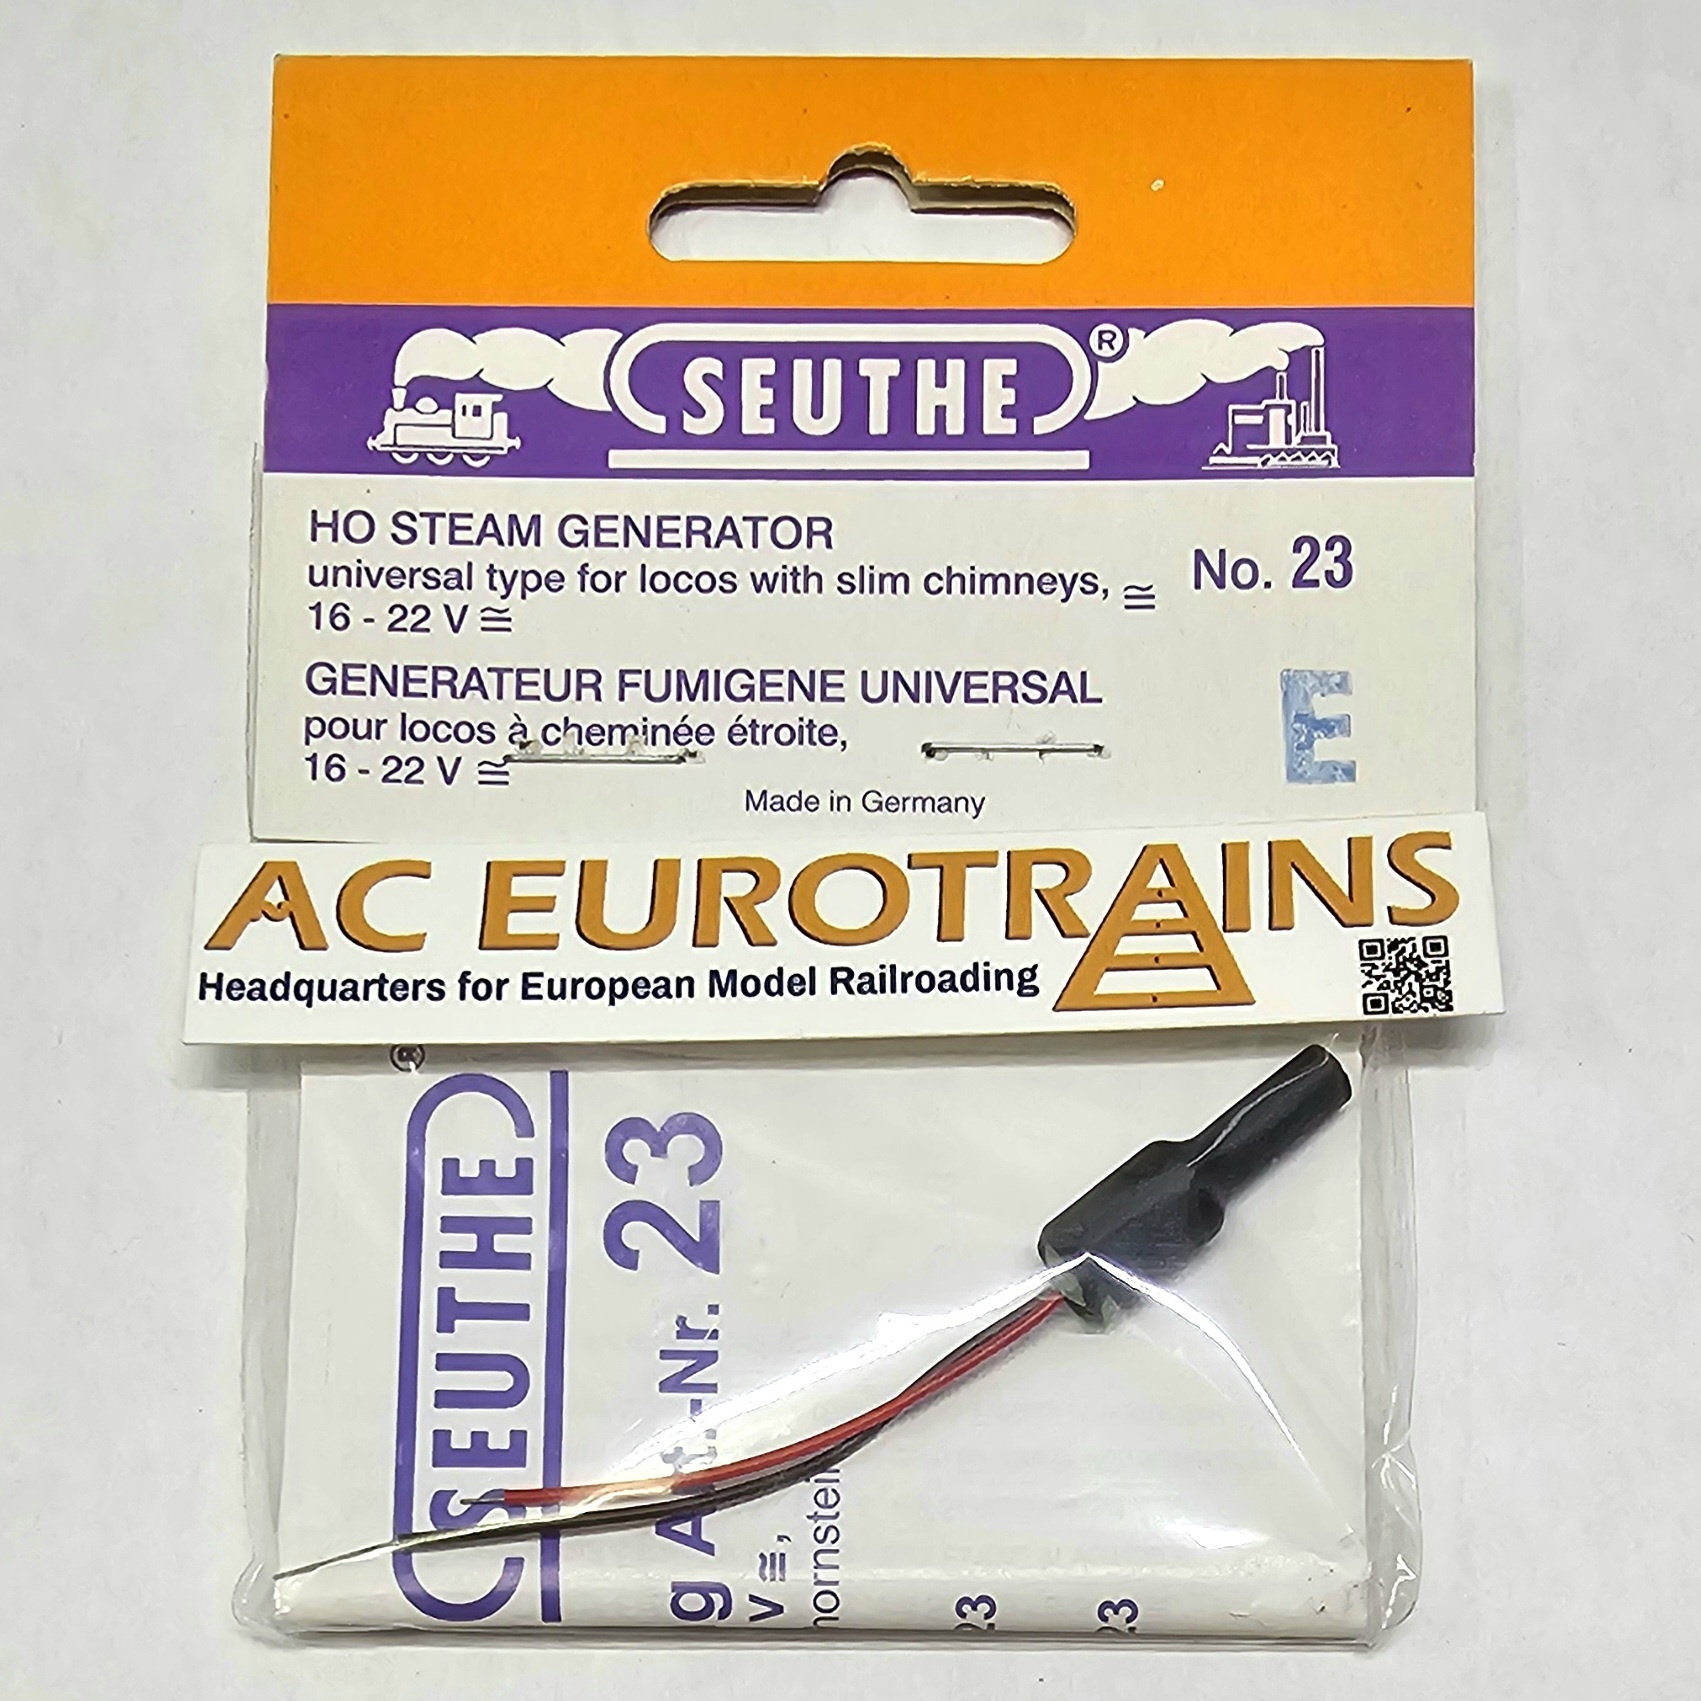 SEUTHE ®
HO STEAM GENERATOR
universal type for locos with slim chimneys, ≅
16 - 22 V ≅
No. 23
GENERATEUR FUMIGENE UNIVERSAL
pour locos à cheminée étroite,
16 - 22 V ≅
E
Made in Germany
AC EUROTRAINS
Headquarters for European Model Railroading
SEUTHE ®
g Art.-Nr. 23
V ≅,
23
23